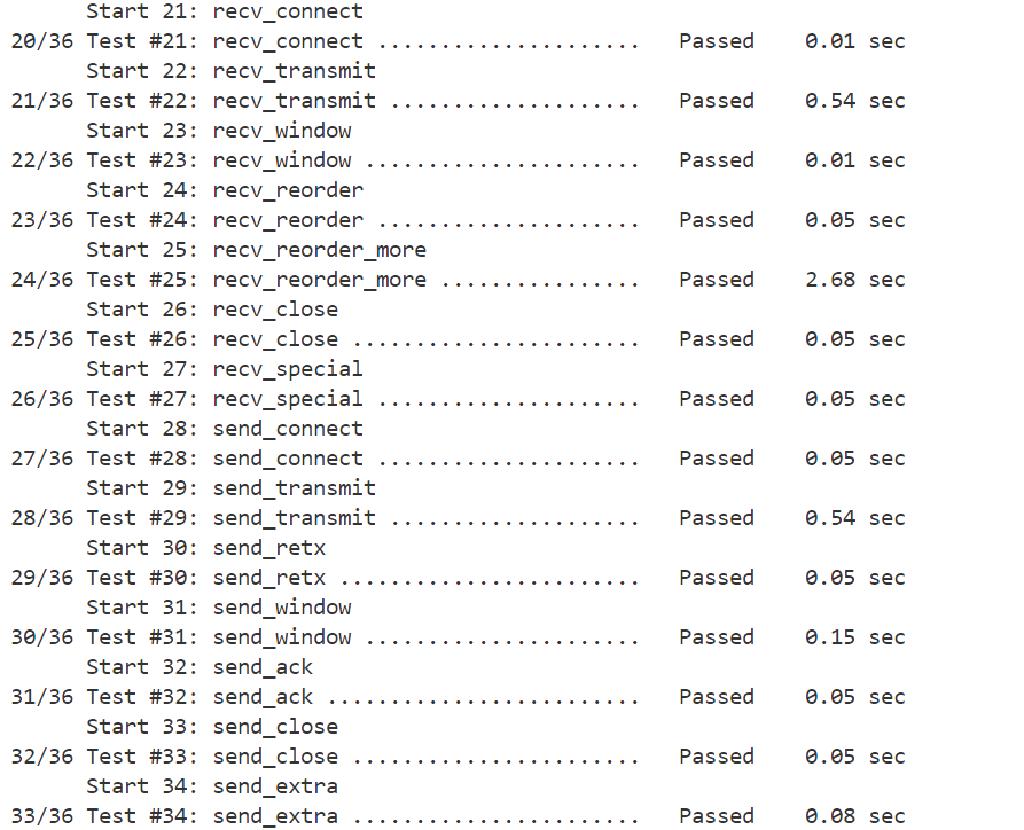 Start 21: recv_connect
20/36 Test #21: recv_connect .....................   Passed    0.01 sec
Start 22: recv_transmit
21/36 Test #22: recv_transmit ....................   Passed    0.54 sec
Start 23: recv_window
22/36 Test #23: recv_window ......................   Passed    0.01 sec
Start 24: recv_reorder
23/36 Test #24: recv_reorder .....................   Passed    0.05 sec
Start 25: recv_reorder_more
24/36 Test #25: recv_reorder_more ................   Passed    2.68 sec
Start 26: recv_close
25/36 Test #26: recv_close .......................   Passed    0.05 sec
Start 27: recv_special
26/36 Test #27: recv_special .....................   Passed    0.05 sec
Start 28: send_connect
27/36 Test #28: send_connect .....................   Passed    0.05 sec
Start 29: send_transmit
28/36 Test #29: send_transmit ....................   Passed    0.54 sec
Start 30: send_retx
29/36 Test #30: send_retx ........................   Passed    0.05 sec
Start 31: send_window
30/36 Test #31: send_window ......................   Passed    0.15 sec
Start 32: send_ack
31/36 Test #32: send_ack .........................   Passed    0.05 sec
Start 33: send_close
32/36 Test #33: send_close .......................   Passed    0.05 sec
Start 34: send_extra
33/36 Test #34: send_extra .......................   Passed    0.08 sec